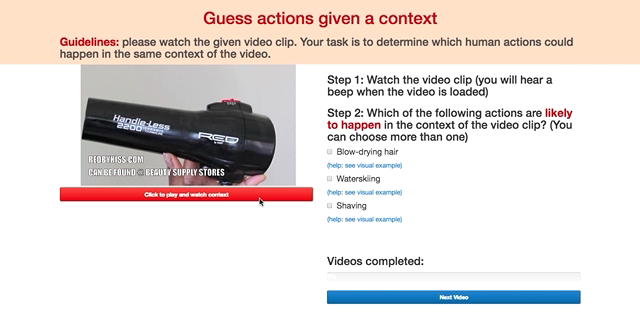 Guess actions given a context
Guidelines: please watch the given video clip. Your task is to determine which human actions could
happen in the same context of the video.
Handle-Less
2200
RED
REDBYKISS.COM
CAN BE FOUND @ BEAUTY SUPPLY STORES
Click to play and watch context
Step 1: Watch the video clip (you will hear a
beep when the video is loaded)
Step 2: Which of the following actions are likely
to happen in the context of the video clip? (You
can choose more than one)
Blow-drying hair
(help: see visual example)
Waterskiing
(help: see visual example)
Shaving
(help: see visual example)
Videos completed:
Next Video